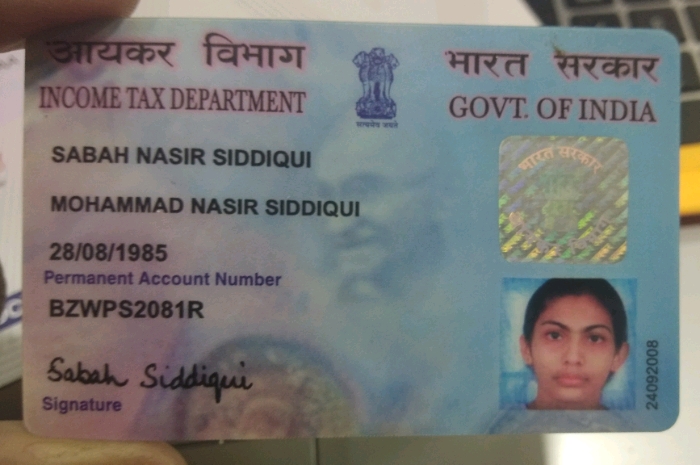 आयकर विभाग
INCOME TAX DEPARTMENT
सत्यमेव जयते
भारत सरकार
GOVT. OF INDIA
SABAH NASIR SIDDIQUI
MOHAMMAD NASIR SIDDIQUI
28/08/1985
Permanent Account Number
BZWPS2081R
Sabah Siddiqui
Signature
भारत सरकार
24092008